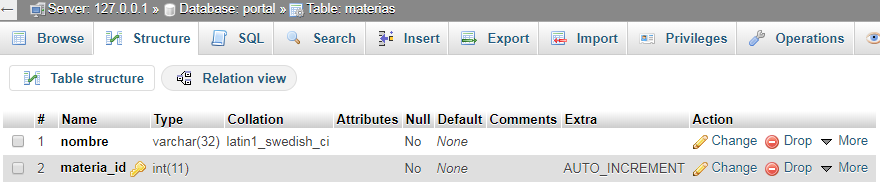 Server: 127.0.0.1 » Database: portal » Table: materias
Browse Structure SQL Search Insert Export Import Privileges Operations
Table structure Relation view
# Name Type Collation Attributes Null Default Comments Extra Action
1 nombre varchar(32) latin1_swedish_ci No None Change Drop More
2 materia_id int(11) No None AUTO_INCREMENT Change Drop More